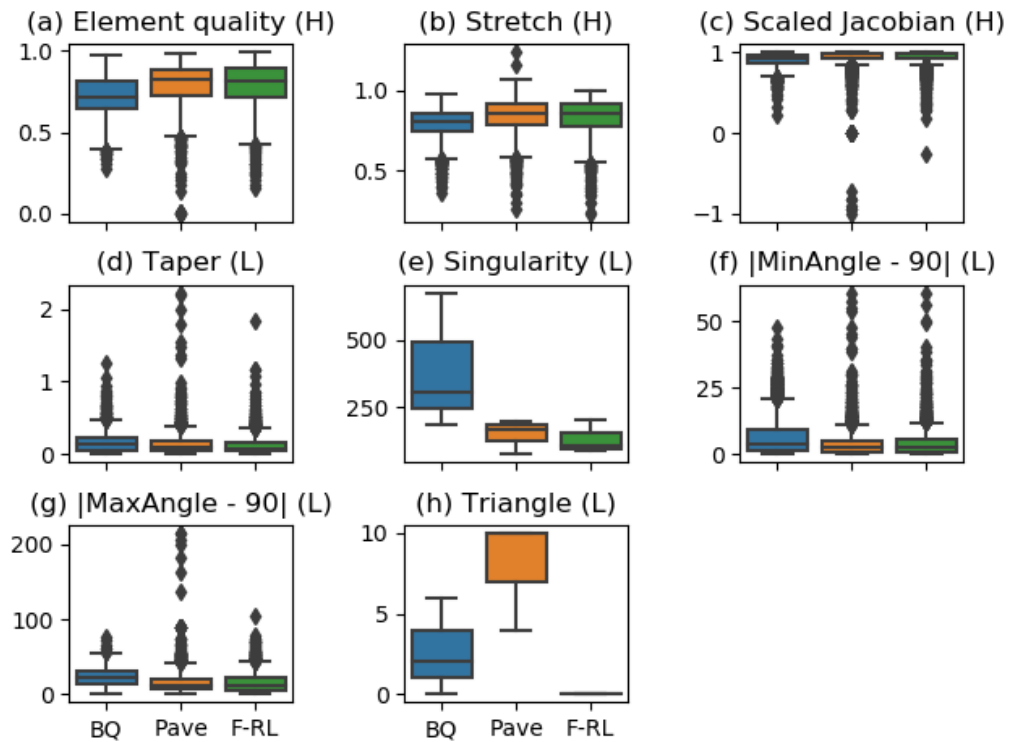 (a) Element quality (H)
(b) Stretch (H)
(c) Scaled Jacobian (H)
1.0
0.5
0.0
1.0
0.5
1
0
−1
(d) Taper (L)
(e) Singularity (L)
(f) |MinAngle - 90| (L)
2
1
0
500
250
50
25
0
(g) |MaxAngle - 90| (L)
(h) Triangle (L)
200
100
0
10
5
0
BQ Pave F-RL
BQ Pave F-RL